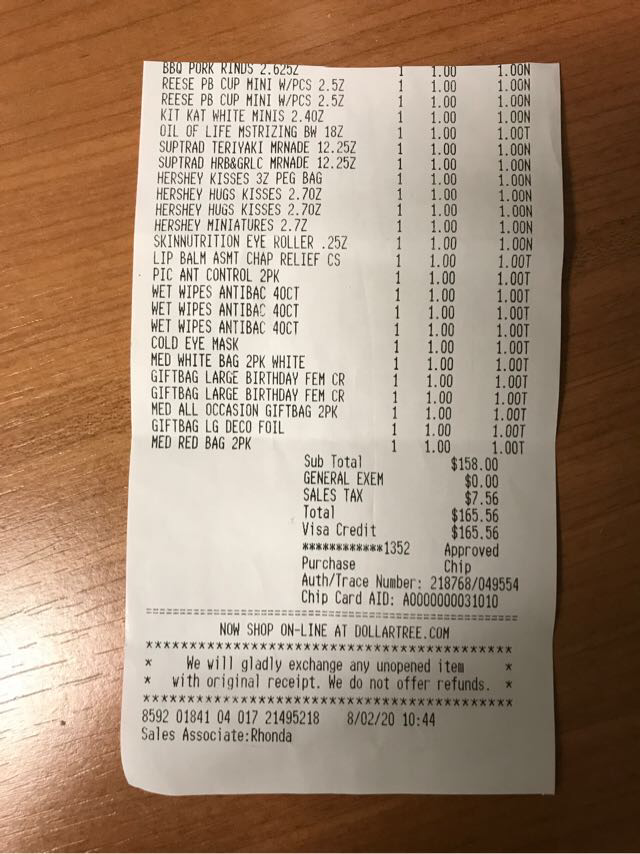 BBQ PORK RINDS 2.625Z 1 1.00 1.00N
REESE PB CUP MINI W/PCS 2.5Z 1 1.00 1.00N
REESE PB CUP MINI W/PCS 2.5Z 1 1.00 1.00N
KIT KAT WHITE MINIS 2.4OZ 1 1.00 1.00N
OIL OF LIFE MSTRIZING BW 18Z 1 1.00 1.00T
SUPTRAD TERIYAKI MRNADE 12.25Z 1 1.00 1.00N
SUPTRAD HRB&GRLC MRNADE 12.25Z 1 1.00 1.00N
HERSHEY KISSES 3Z PEG BAG 1 1.00 1.00N
HERSHEY HUGS KISSES 2.7OZ 1 1.00 1.00N
HERSHEY HUGS KISSES 2.7OZ 1 1.00 1.00N
HERSHEY MINIATURES 2.7Z 1 1.00 1.00N
SKINNUTRITION EYE ROLLER .25Z 1 1.00 1.00N
LIP BALM ASMT CHAP RELIEF CS 1 1.00 1.00T
PIC ANT CONTROL 2PK 1 1.00 1.00T
WET WIPES ANTIBAC 40CT 1 1.00 1.00T
WET WIPES ANTIBAC 40CT 1 1.00 1.00T
WET WIPES ANTIBAC 40CT 1 1.00 1.00T
COLD EYE MASK 1 1.00 1.00T
MED WHITE BAG 2PK WHITE 1 1.00 1.00T
GIFTBAG LARGE BIRTHDAY FEM CR 1 1.00 1.00T
GIFTBAG LARGE BIRTHDAY FEM CR 1 1.00 1.00T
MED ALL OCCASION GIFTBAG 2PK 1 1.00 1.00T
GIFTBAG LG DECO FOIL 1 1.00 1.00T
MED RED BAG 2PK 1 1.00 1.00T
Sub Total $158.00
GENERAL EXEM $0.00
SALES TAX $7.56
Total $165.56
Visa Credit $165.56
************1352 Approved
Purchase Chip
Auth/Trace Number: 218768/049554
Chip Card AID: A0000000031010
==================================================
NOW SHOP ON-LINE AT DOLLARTREE.COM
******************************************
* We will gladly exchange any unopened item *
* with original receipt. We do not offer refunds. *
******************************************
8592 01841 04 017 21495218 8/02/20 10:44
Sales Associate:Rhonda